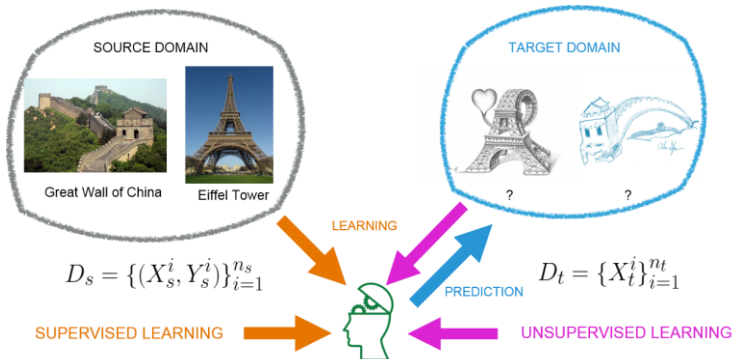 SOURCE DOMAIN
TARGET DOMAIN
Great Wall of China
Eiffel Tower
?
?
LEARNING
D_s = {(X_s^i, Y_s^i)}_{i=1}^{n_s}
D_t = {X_t^i}_{i=1}^{n_t}
PREDICTION
SUPERVISED LEARNING
UNSUPERVISED LEARNING